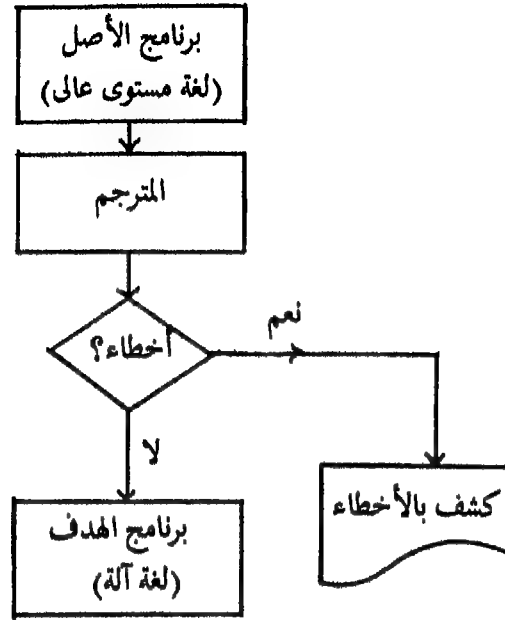 برنامج الأصل
(لغة مستوى عالى)
المترجم
أخطاء؟
نعم
لا
كشف بالأخطاء
برنامج الهدف
(لغة آلة)